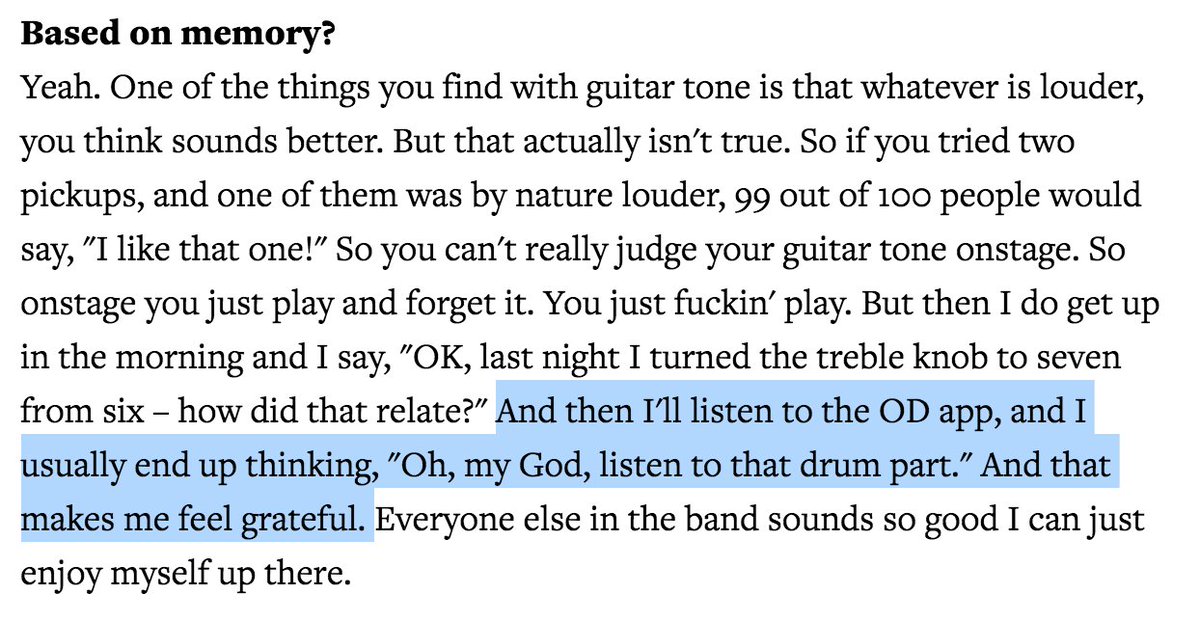 Based on memory?
Yeah. One of the things you find with guitar tone is that whatever is louder,
you think sounds better. But that actually isn't true. So if you tried two
pickups, and one of them was by nature louder, 99 out of 100 people would
say, "I like that one!" So you can't really judge your guitar tone onstage. So
onstage you just play and forget it. You just fuckin' play. But then I do get up
in the morning and I say, "OK, last night I turned the treble knob to seven
from six – how did that relate?" And then I'll listen to the OD app, and I
usually end up thinking, "Oh, my God, listen to that drum part." And that
makes me feel grateful. Everyone else in the band sounds so good I can just
enjoy myself up there.